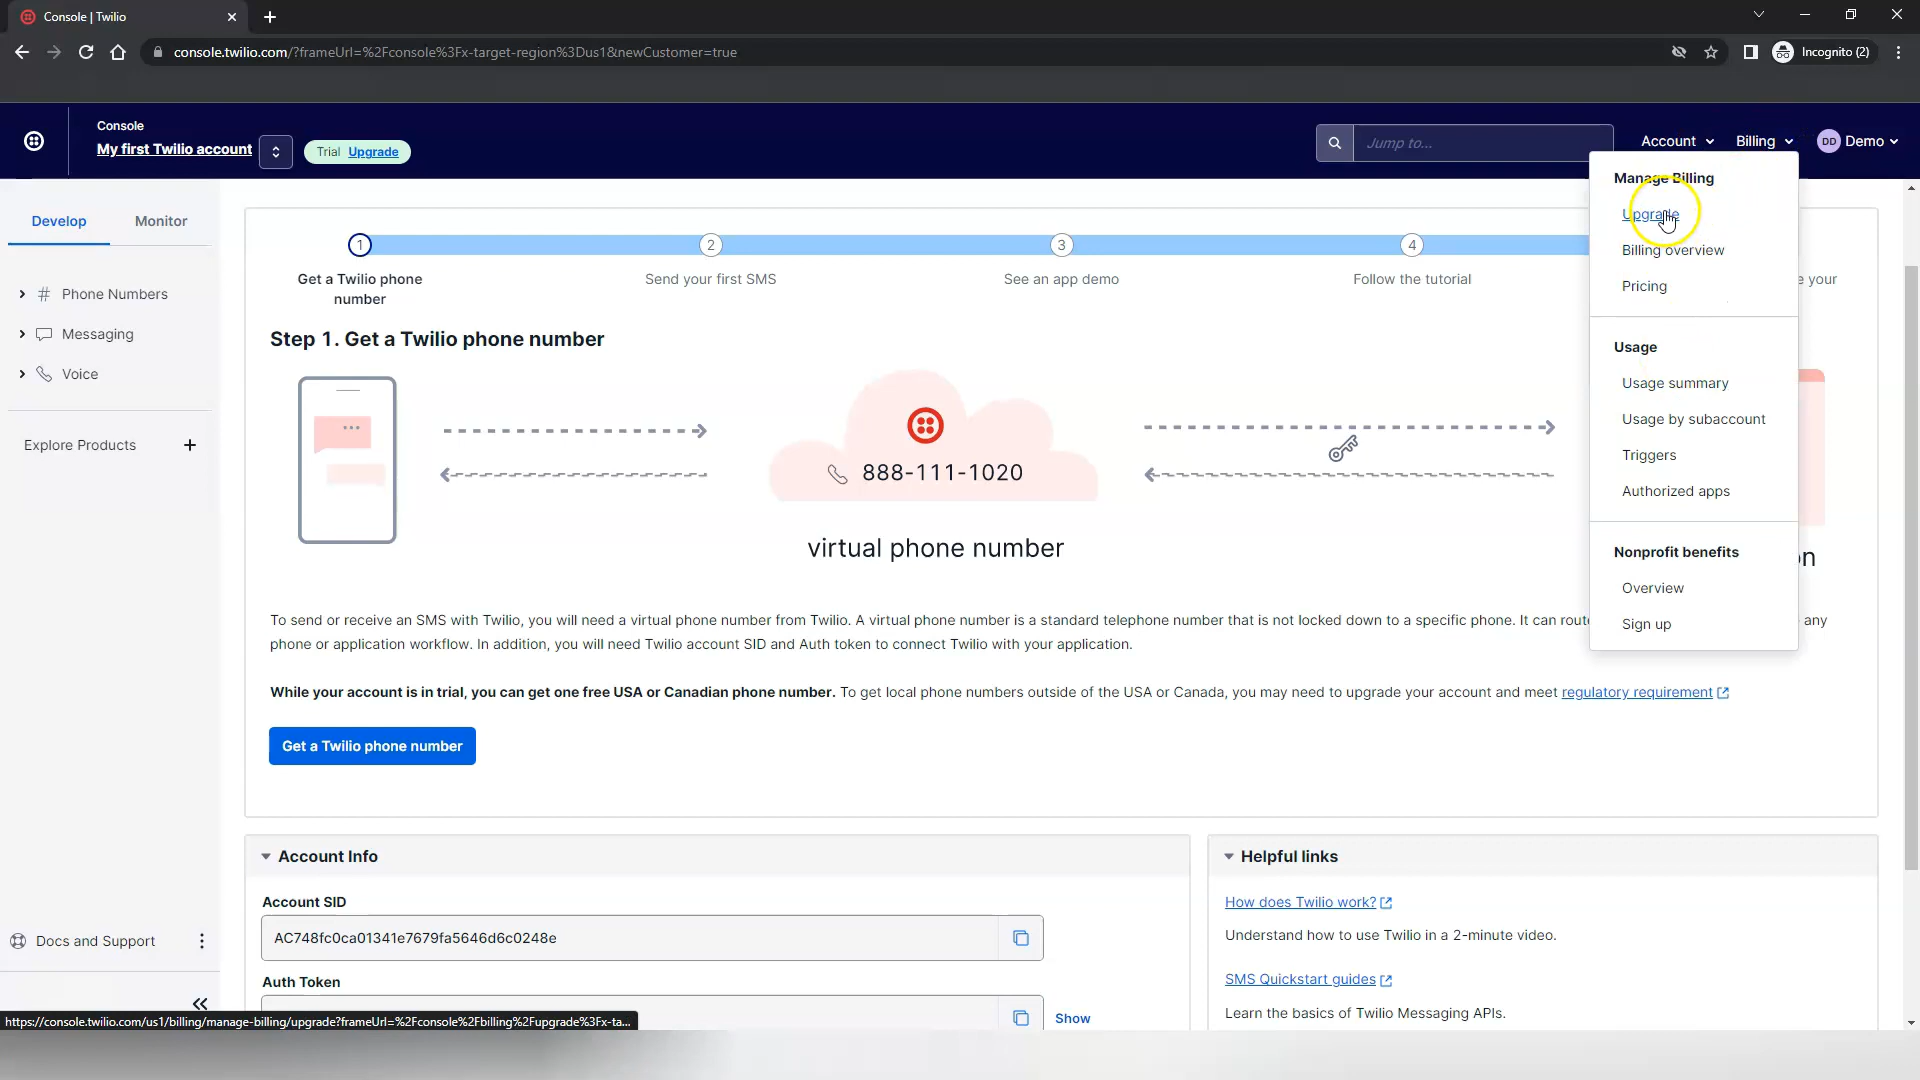 Console | Twilio
console.twilio.com/?frameUrl=%2Fconsole%3Fx-target-region%3Dus1&newCustomer=true
Incognito (2)
Console
My first Twilio account
Trial Upgrade
Jump to...
Account
Billing
DD Demo
Develop
Monitor
Phone Numbers
Messaging
Voice
Explore Products
Docs and Support
Manage Billing
Upgrade
Billing overview
Pricing
Usage
Usage summary
Usage by subaccount
Triggers
Authorized apps
Nonprofit benefits
Overview
Sign up
1
2
3
4
Get a Twilio phone
number
Send your first SMS
See an app demo
Follow the tutorial
e your
Step 1. Get a Twilio phone number
888-111-1020
virtual phone number
on
To send or receive an SMS with Twilio, you will need a virtual phone number from Twilio. A virtual phone number is a standard telephone number that is not locked down to a specific phone. It can rout any
phone or application workflow. In addition, you will need Twilio account SID and Auth token to connect Twilio with your application.
While your account is in trial, you can get one free USA or Canadian phone number. To get local phone numbers outside of the USA or Canada, you may need to upgrade your account and meet regulatory requirement
Get a Twilio phone number
Account Info
Account SID
AC748fc0ca01341e7679fa5646d6c0248e
Auth Token
Show
Helpful links
How does Twilio work?
Understand how to use Twilio in a 2-minute video.
SMS Quickstart guides
Learn the basics of Twilio Messaging APIs.
https://console.twilio.com/us1/billing/manage-billing/upgrade?frameUrl=%2Fconsole%2Fbilling%2Fupgrade%3Fx-ta...